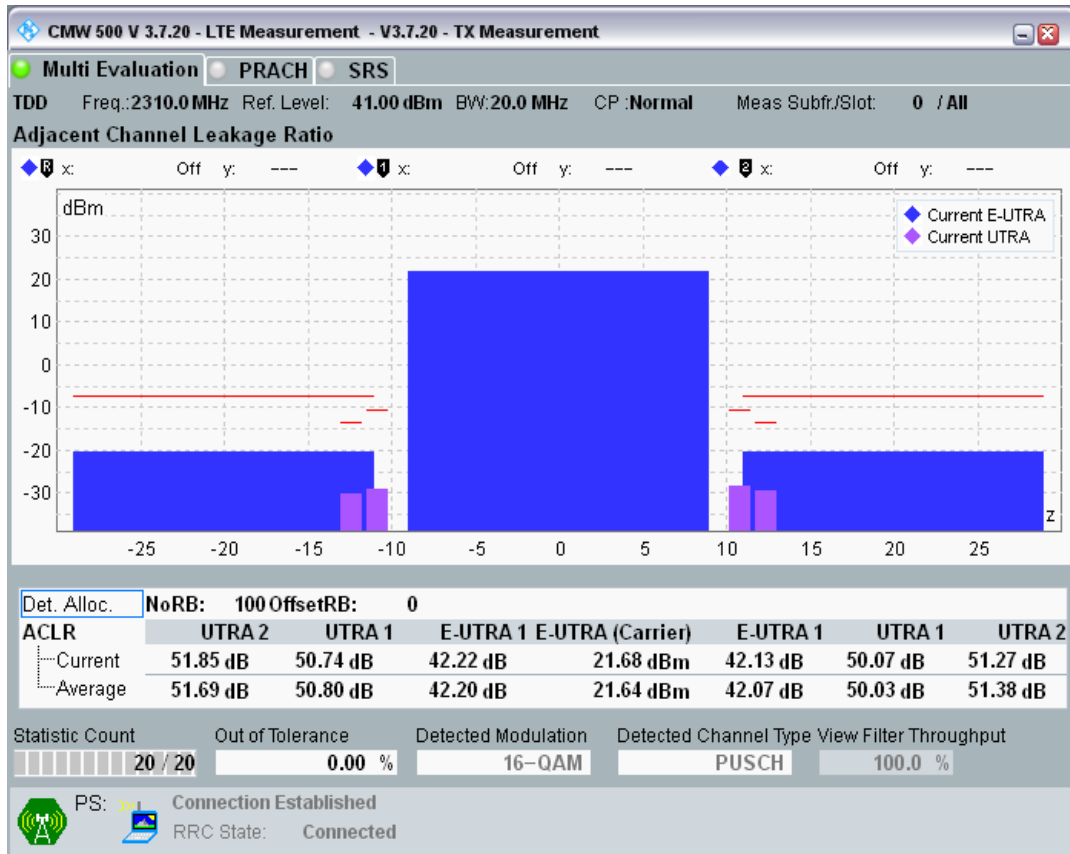 CMW 500 V 3.7.20 - LTE Measurement - V3.7.20 - TX Measurement
Multi Evaluation PRACH SRS
TDD Freq.:2310.0 MHz Ref. Level: 41.00 dBm BW:20.0 MHz CP :Normal Meas Subfr./Slot: 0 / All
Adjacent Channel Leakage Ratio
R x: Off y: --- 1 x: Off y: --- 2 x: Off y: ---
dBm
Current E-UTRA
Current UTRA
30
20
10
0
-10
-20
-30
z
-25 -20 -15 -10 -5 0 5 10 15 20 25
Det. Alloc. NoRB: 100 OffsetRB: 0
ACLR UTRA 2 UTRA 1 E-UTRA 1 E-UTRA (Carrier) E-UTRA 1 UTRA 1 UTRA 2
Current 51.85 dB 50.74 dB 42.22 dB 21.68 dBm 42.13 dB 50.07 dB 51.27 dB
Average 51.69 dB 50.80 dB 42.20 dB 21.64 dBm 42.07 dB 50.03 dB 51.38 dB
Statistic Count Out of Tolerance Detected Modulation Detected Channel Type View Filter Throughput
20 / 20 0.00 % 16-QAM PUSCH 100.0 %
PS: Connection Established
RRC State: Connected